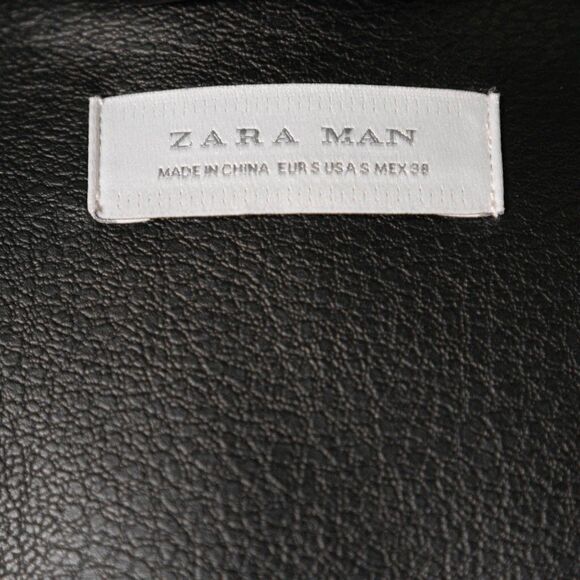 ZARA MAN
MADE IN CHINA EUR S USA S MEX 38